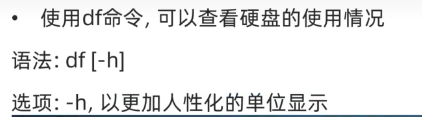 • 使用df命令, 可以查看硬盘的使用情况
语法: df [-h]
选项: -h, 以更加人性化的单位显示